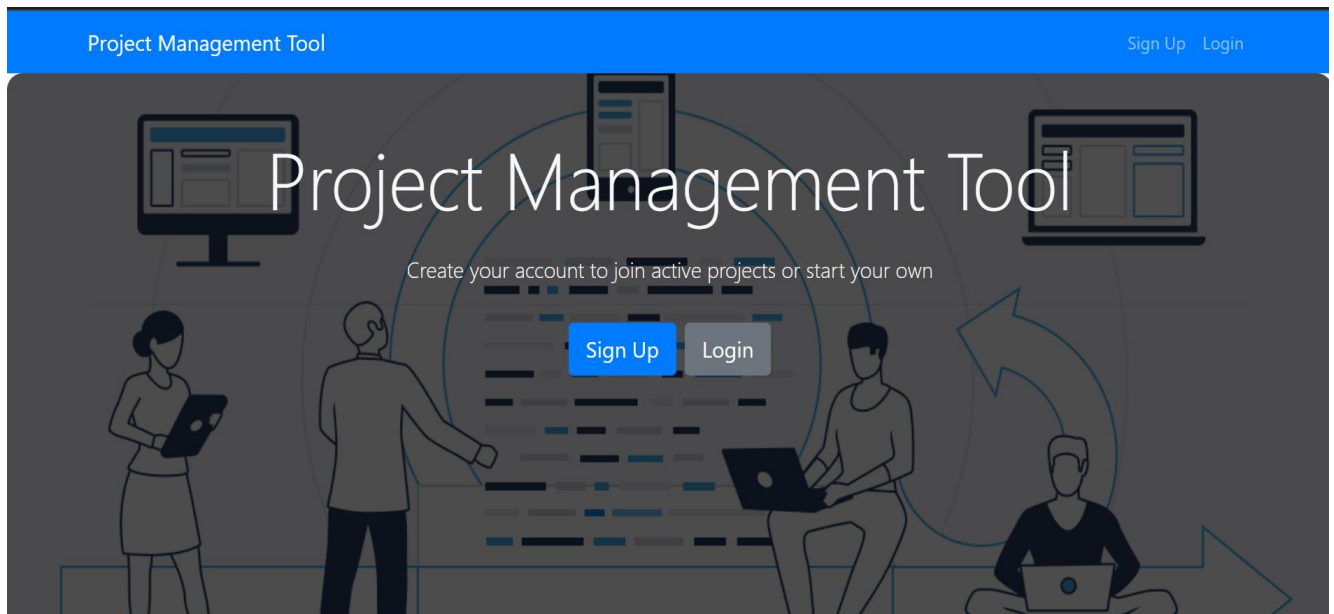 Project Management Tool
Sign Up Login
Project Management Tool
Create your account to join active projects or start your own
Sign Up Login